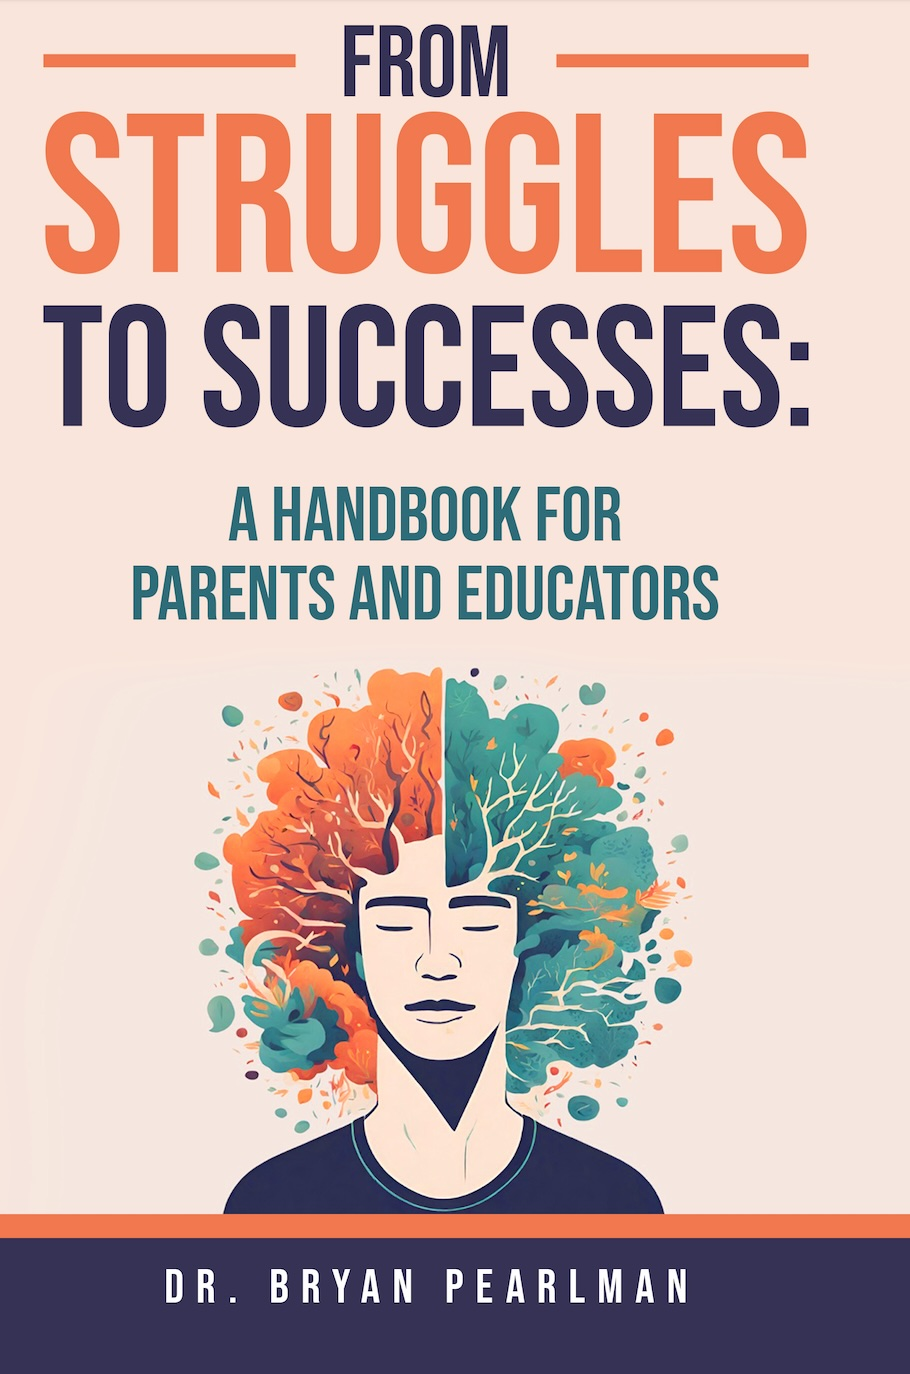 FROM
STRUGGLES
TO SUCCESSES:
A HANDBOOK FOR
PARENTS AND EDUCATORS
DR. BRYAN PEARLMAN